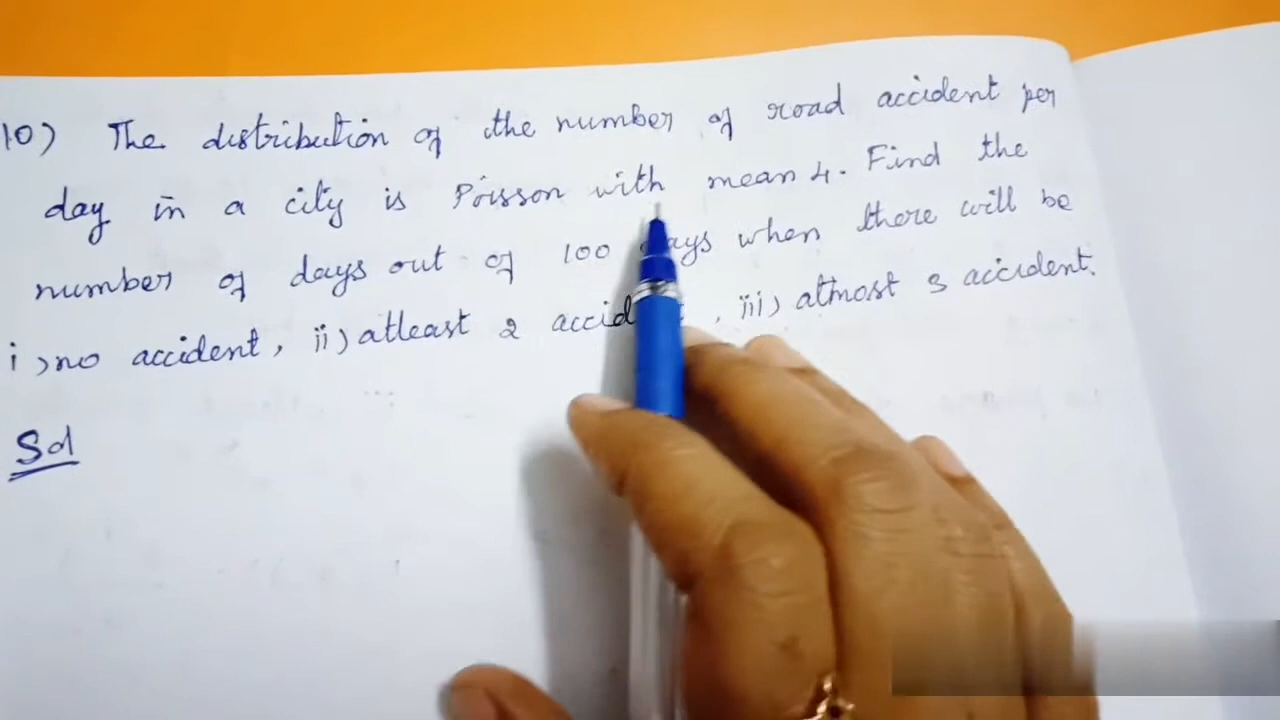 10) The distribution of the number of road accident per
day in a city is Poisson with mean 4. Find the
number of days out of 100 days when there will be
i) no accident, ii) atleast 2 , iii) atmost 3 accident.
Sol